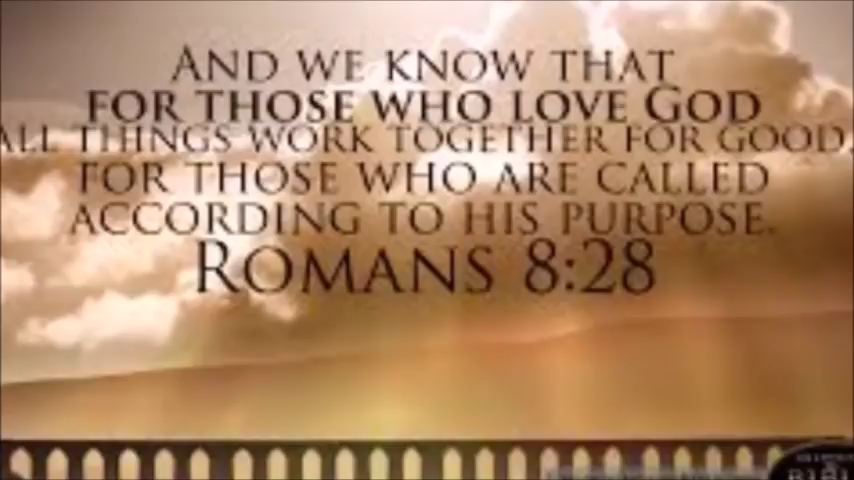 AND WE KNOW THAT
FOR THOSE WHO LOVE GOD
ALL THINGS WORK TOGETHER FOR GOOD,
FOR THOSE WHO ARE CALLED
ACCORDING TO HIS PURPOSE.
ROMANS 8:28